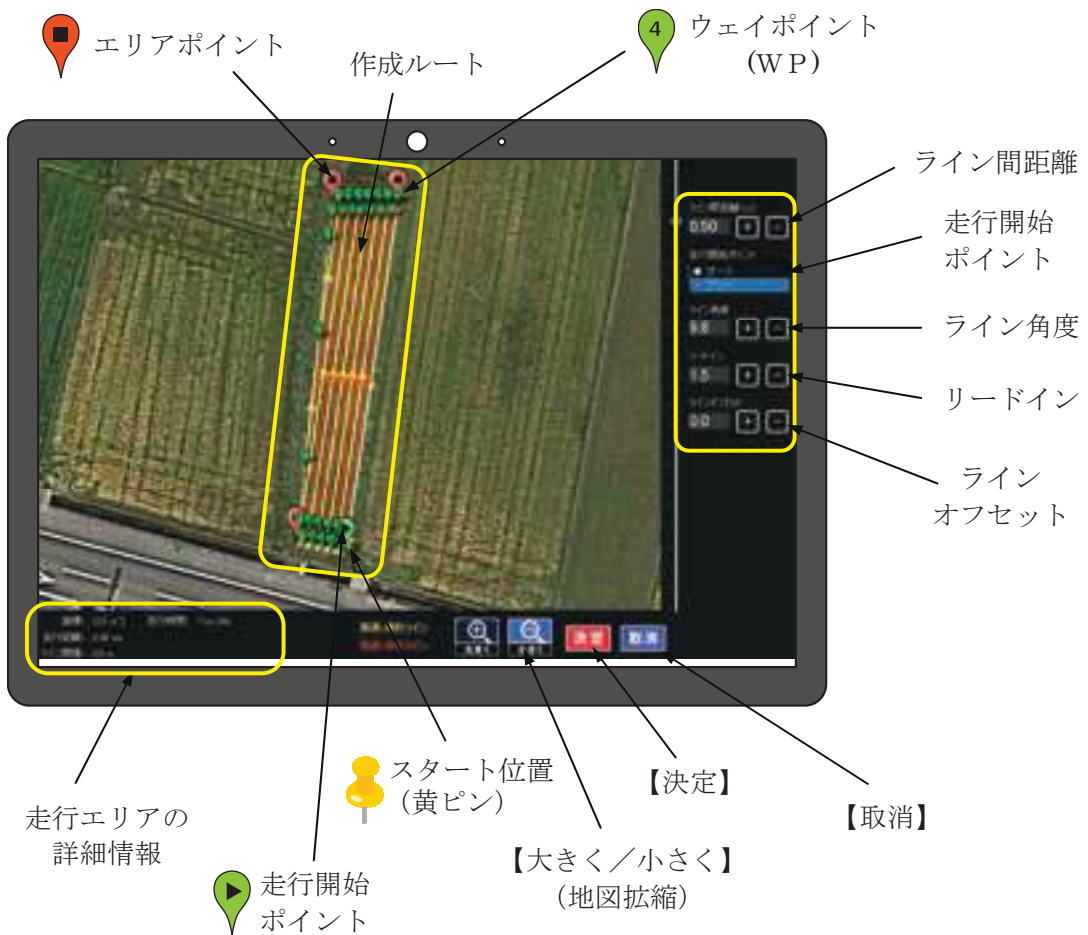 エリアポイント
作成ルート
4
ウェイポイント
(WP)
ライン間距離
走行開始
ポイント
ライン角度
リードイン
ライン
オフセット
0.50
決定
取消
走行エリアの
詳細情報
走行開始
ポイント
スタート位置
（黄ピン）
【大きく／小さく】
（地図拡縮）
【決定】
【取消】